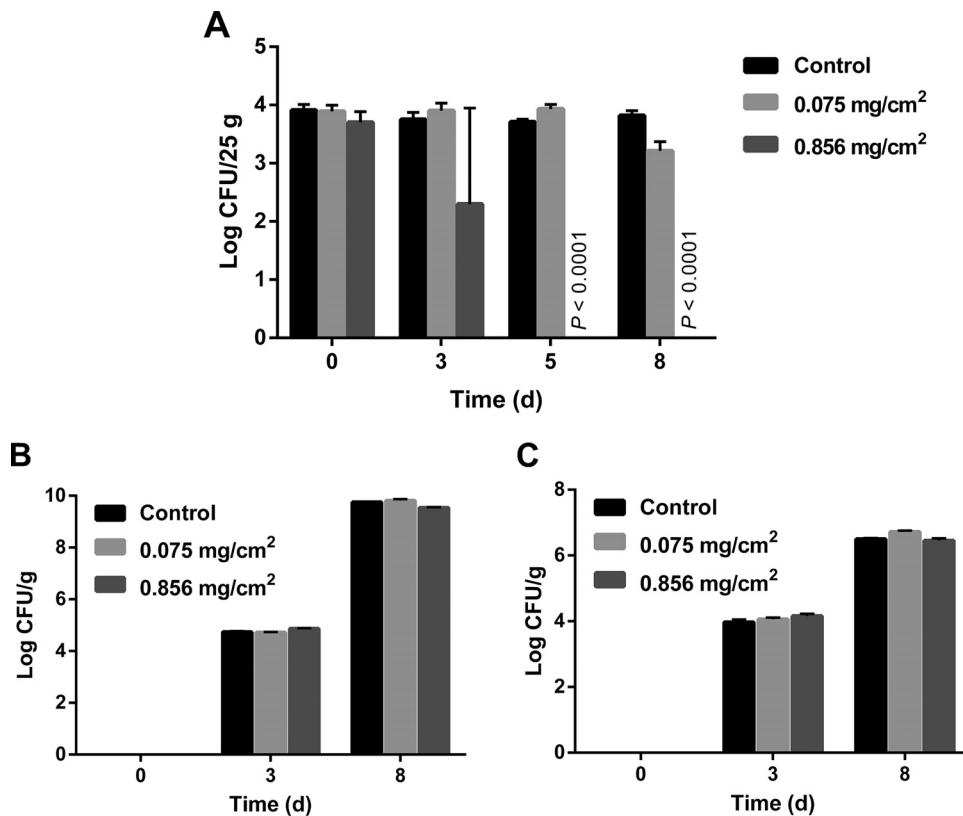 A
Log CFU/25 g
5
4
3
2
1
0
P < 0.0001
P < 0.0001
0 3 5 8
Time (d)
Control
0.075 mg/cm²
0.856 mg/cm²
B
Log CFU/g
10
8
6
4
2
0
Control
0.075 mg/cm²
0.856 mg/cm²
0 3 8
Time (d)
C
Log CFU/g
8
6
4
2
0
Control
0.075 mg/cm²
0.856 mg/cm²
0 3 8
Time (d)